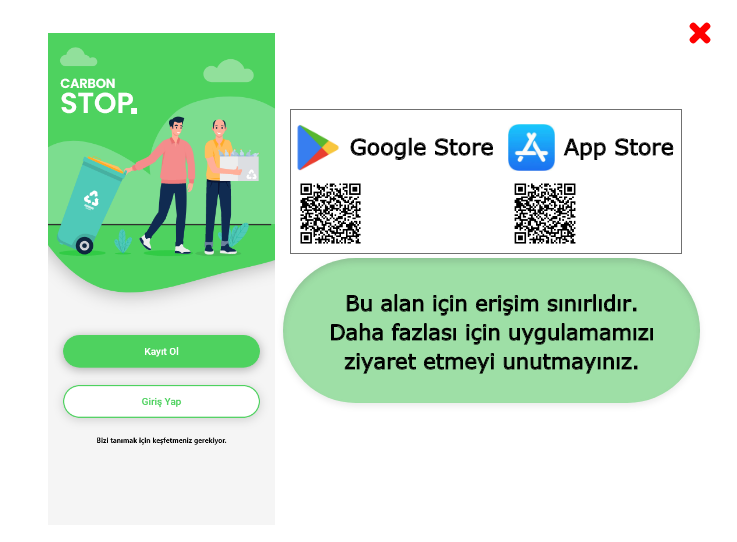 CARBON
STOP.
Google Store
App Store
Bu alan için erişim sınırlıdır.
Daha fazlası için uygulamamızı
ziyaret etmeyi unutmayınız.
Kayıt Ol
Giriş Yap
Bizi tanımak için keşfetmeniz gerekiyor.